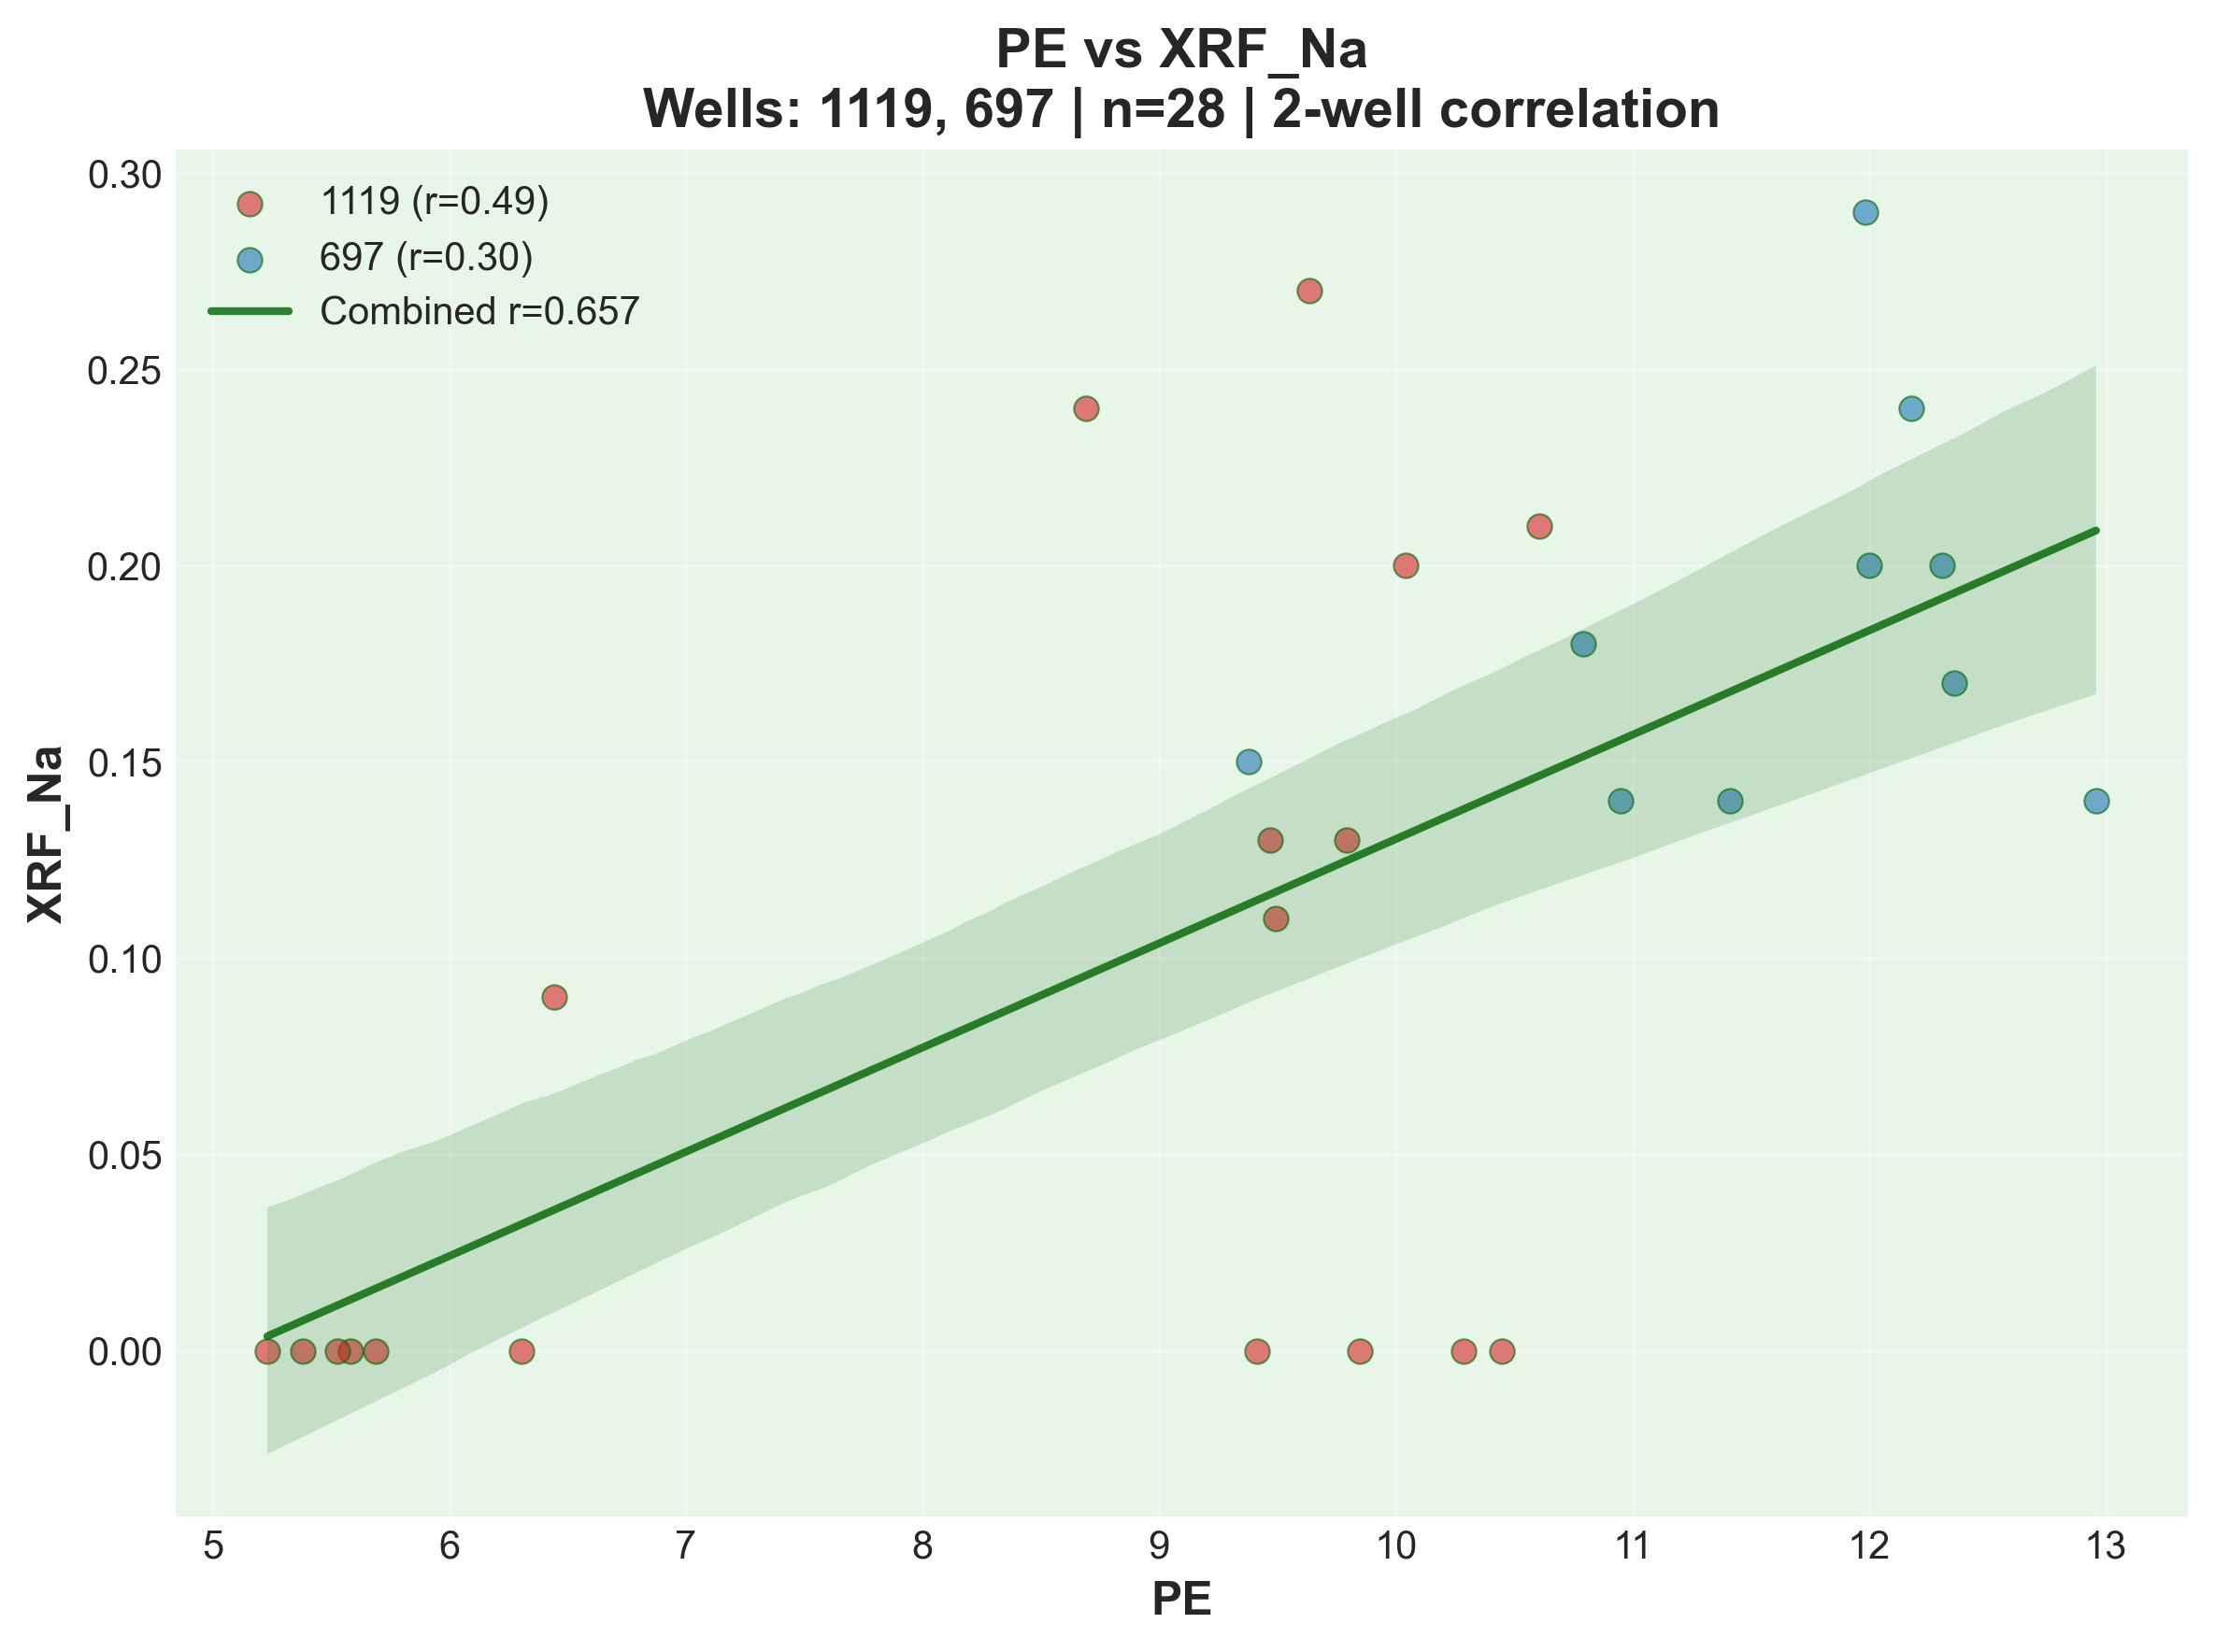 PE vs XRF_Na
Wells: 1119, 697 | n=28 | 2-well correlation
1119 (r=0.49)
697 (r=0.30)
Combined r=0.657
0.30
0.25
0.20
0.15
0.10
0.05
0.00
XRF_Na
5 6 7 8 9 10 11 12 13
PE